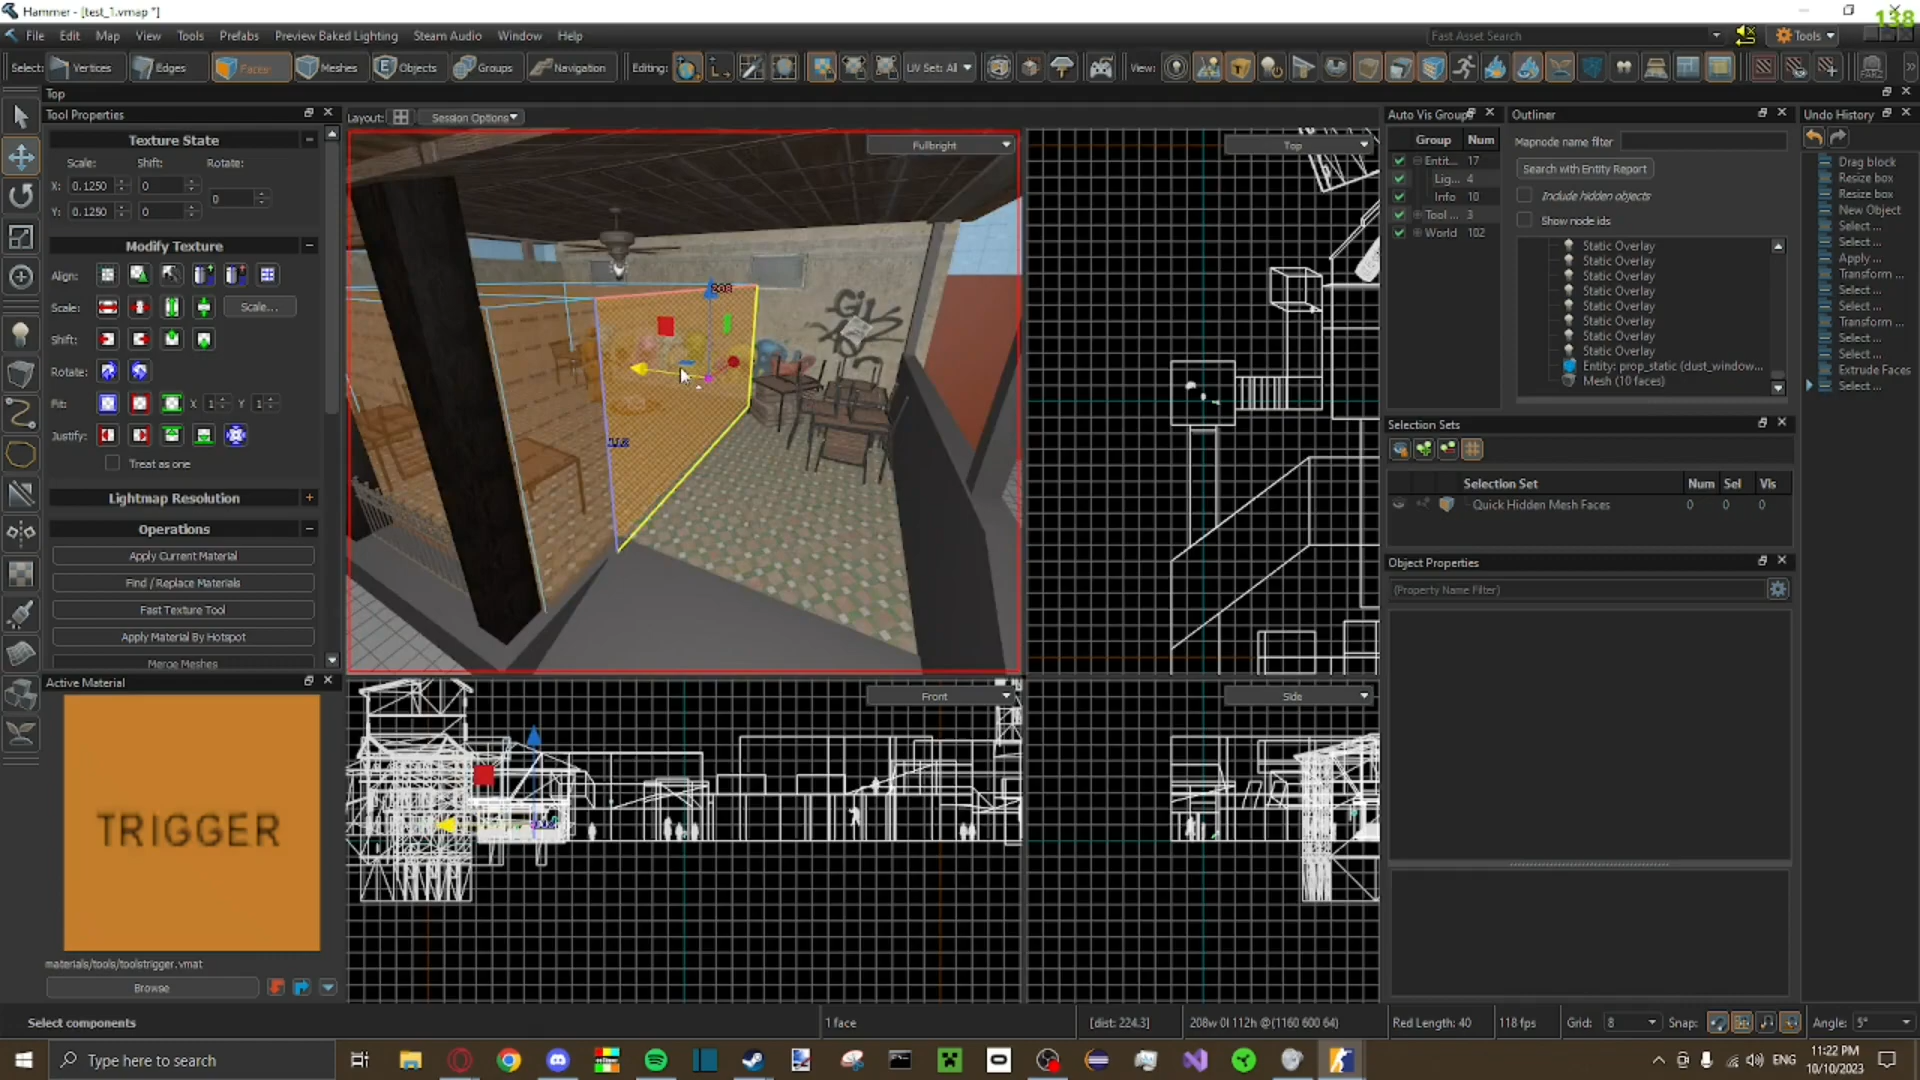 Hammer - [test_1.vmap *]
138
File Edit Map View Tools Prefabs Preview Baked Lighting Steam Audio Window Help
Fast Asset Search
Tools
Select: Vertices Edges Faces Meshes Objects Groups Navigation Editing: UV Set: All View:
Top
Tool Properties
Layout: Session Options
Auto Vis Groups
Outliner
Undo History
Texture State
Scale: Shift: Rotate:
X: 0.1250 0
0
Y: 0.1250 0
Modify Texture
Align:
Scale: Scale...
Shift:
Rotate:
Fit: X 1 Y 1
Justify:
Treat as one
Lightmap Resolution
Operations
Apply Current Material
Find / Replace Materials
Fast Texture Tool
Apply Material By Hotspot
Merge Meshes
Active Material
TRIGGER
materials/tools/toolstrigger.vmat
Browse
Fullbright
208
112
Top
Front
Side
Group Num
Entit... 17
Lig... 4
Info 10
Tool ... 3
World 102
Mapnode name filter
Search with Entity Report
Include hidden objects
Show node ids
Static Overlay
Static Overlay
Static Overlay
Static Overlay
Static Overlay
Static Overlay
Static Overlay
Static Overlay
Entity: prop_static (dust_window...
Mesh (10 faces)
Selection Sets
Selection Set Num Sel Vis
Quick Hidden Mesh Faces 0 0 0
Object Properties
(Property Name Filter)
Drag block
Resize box
Resize box
New Object
Select ...
Select ...
Apply ...
Transform ...
Select ...
Select ...
Transform ...
Select ...
Select ...
Extrude Faces
Select ...
Select components
1 face
[dist: 224.3]
208w 0l 112h @(1160 600 64)
Red Length: 40
118 fps
Grid: 8
Snap:
Angle: 5°
Type here to search
ENG
11:22 PM
10/10/2023